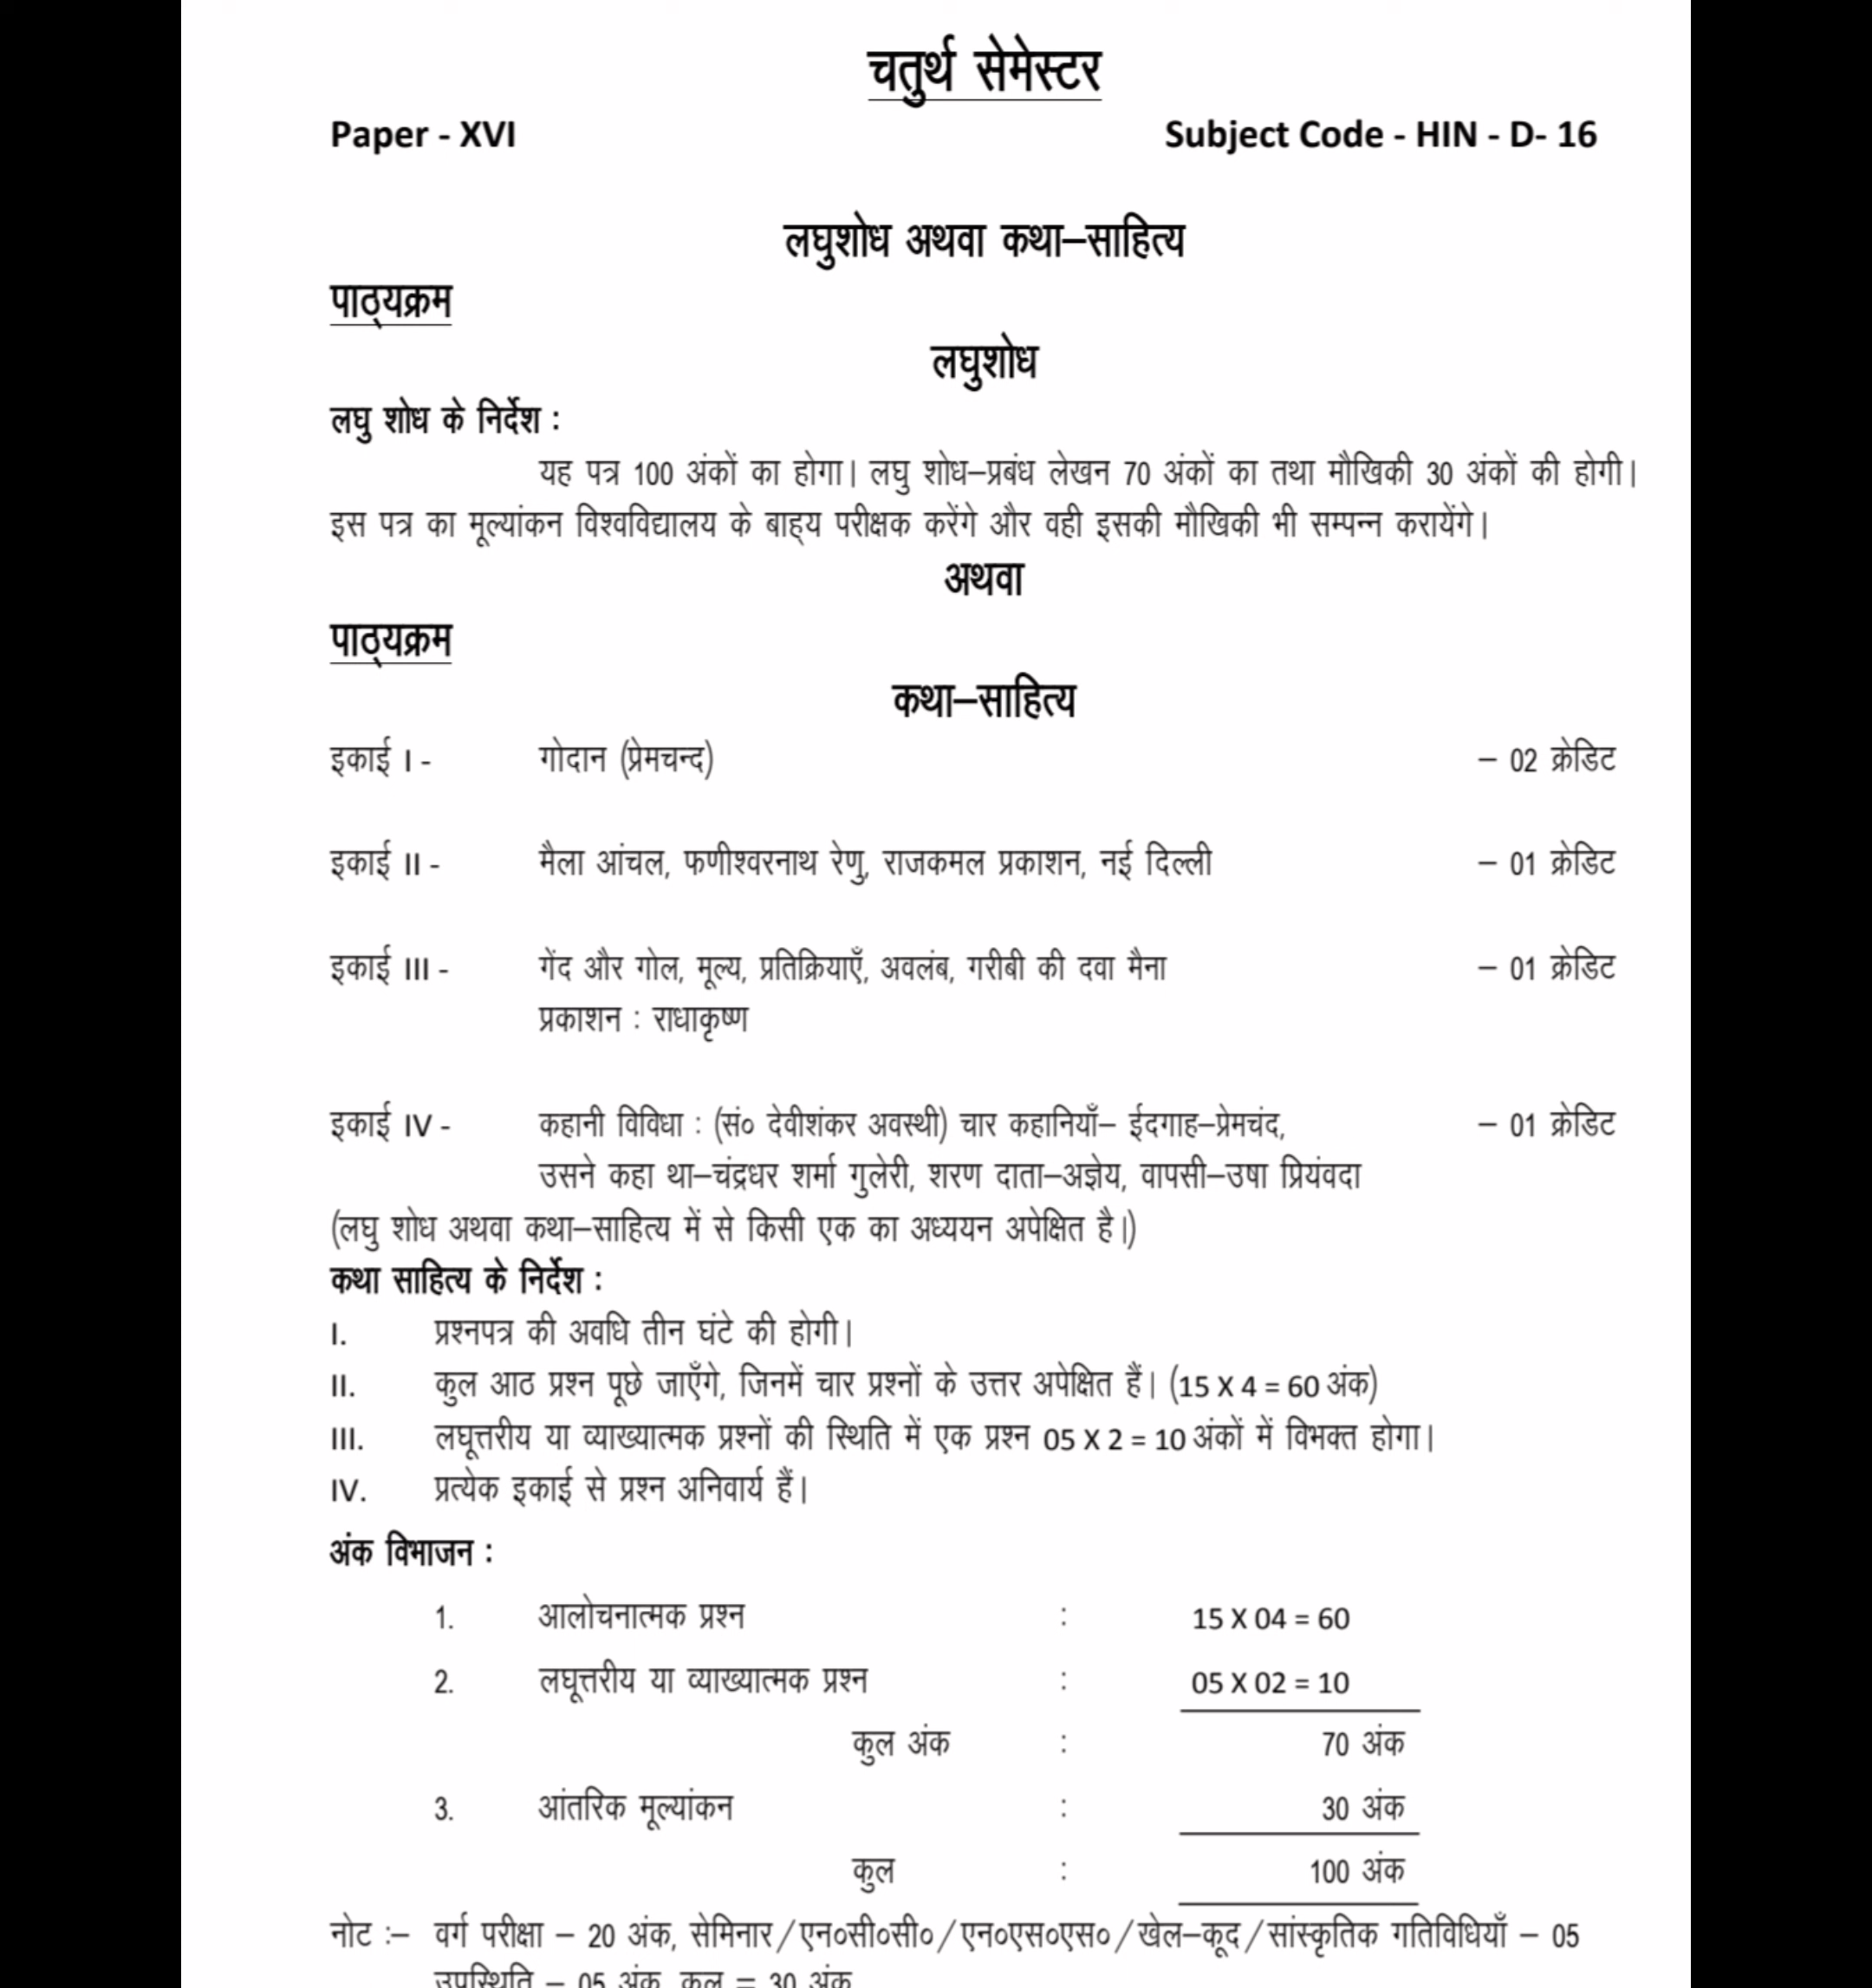 चतुर्थ सेमेस्टर
Paper - XVI Subject Code - HIN - D- 16
लघुशोध अथवा कथा–साहित्य
पाठ्यक्रम
लघुशोध
लघु शोध के निर्देश :
यह पत्र 100 अंकों का होगा। लघु शोध–प्रबंध लेखन 70 अंकों का तथा मौखिकी 30 अंकों की होगी।
इस पत्र का मूल्यांकन विश्वविद्यालय के बाह्य परीक्षक करेंगे और वही इसकी मौखिकी भी सम्पन्न करायेंगे।
अथवा
पाठ्यक्रम
कथा–साहित्य
इकाई I - गोदान (प्रेमचन्द) – 02 क्रेडिट
इकाई II - मैला आंचल, फणीश्वरनाथ रेणु, राजकमल प्रकाशन, नई दिल्ली – 01 क्रेडिट
इकाई III - गेंद और गोल, मूल्य, प्रतिक्रियाएँ, अवलंब, गरीबी की दवा मैना – 01 क्रेडिट
प्रकाशन : राधाकृष्ण
इकाई IV - कहानी विविधा : (सं० देवीशंकर अवस्थी) चार कहानियाँ– ईदगाह–प्रेमचंद, – 01 क्रेडिट
उसने कहा था–चंद्रधर शर्मा गुलेरी, शरण दाता–अज्ञेय, वापसी–उषा प्रियंवदा
(लघु शोध अथवा कथा–साहित्य में से किसी एक का अध्ययन अपेक्षित है।)
कथा साहित्य के निर्देश :
I. प्रश्नपत्र की अवधि तीन घंटे की होगी।
II. कुल आठ प्रश्न पूछे जाएँगे, जिनमें चार प्रश्नों के उत्तर अपेक्षित हैं। (15 X 4 = 60 अंक)
III. लघूत्तरीय या व्याख्यात्मक प्रश्नों की स्थिति में एक प्रश्न 05 X 2 = 10 अंकों में विभक्त होगा।
IV. प्रत्येक इकाई से प्रश्न अनिवार्य हैं।
अंक विभाजन :
1. आलोचनात्मक प्रश्न : 15 X 04 = 60
2. लघूत्तरीय या व्याख्यात्मक प्रश्न : 05 X 02 = 10
कुल अंक : 70 अंक
3. आंतरिक मूल्यांकन : 30 अंक
कुल : 100 अंक
नोट :– वर्ग परीक्षा – 20 अंक, सेमिनार/एन०सी०सी०/एन०एस०एस०/खेल–कूद/सांस्कृतिक गतिविधियाँ – 05
उपस्थिति – 05 अंक, कुल = 30 अंक